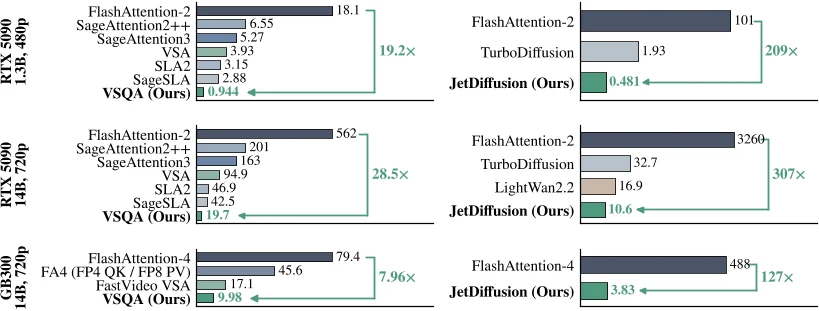 RTX 5090
1.3B, 480p
FlashAttention-2 18.1
SageAttention2++ 6.55
SageAttention3 5.27
VSA 3.93
SLA2 3.15
SageSLA 2.88
VSQA (Ours) 0.944
19.2×
FlashAttention-2 101
TurboDiffusion 1.93
JetDiffusion (Ours) 0.481
209×
RTX 5090
14B, 720p
FlashAttention-2 562
SageAttention2++ 201
SageAttention3 163
VSA 94.9
SLA2 46.9
SageSLA 42.5
VSQA (Ours) 19.7
28.5×
FlashAttention-2 3260
TurboDiffusion 32.7
LightWan2.2 16.9
JetDiffusion (Ours) 10.6
307×
GB300
14B, 720p
FlashAttention-4 79.4
FA4 (FP4 QK / FP8 PV) 45.6
FastVideo VSA 17.1
VSQA (Ours) 9.98
7.96×
FlashAttention-4 488
JetDiffusion (Ours) 3.83
127×